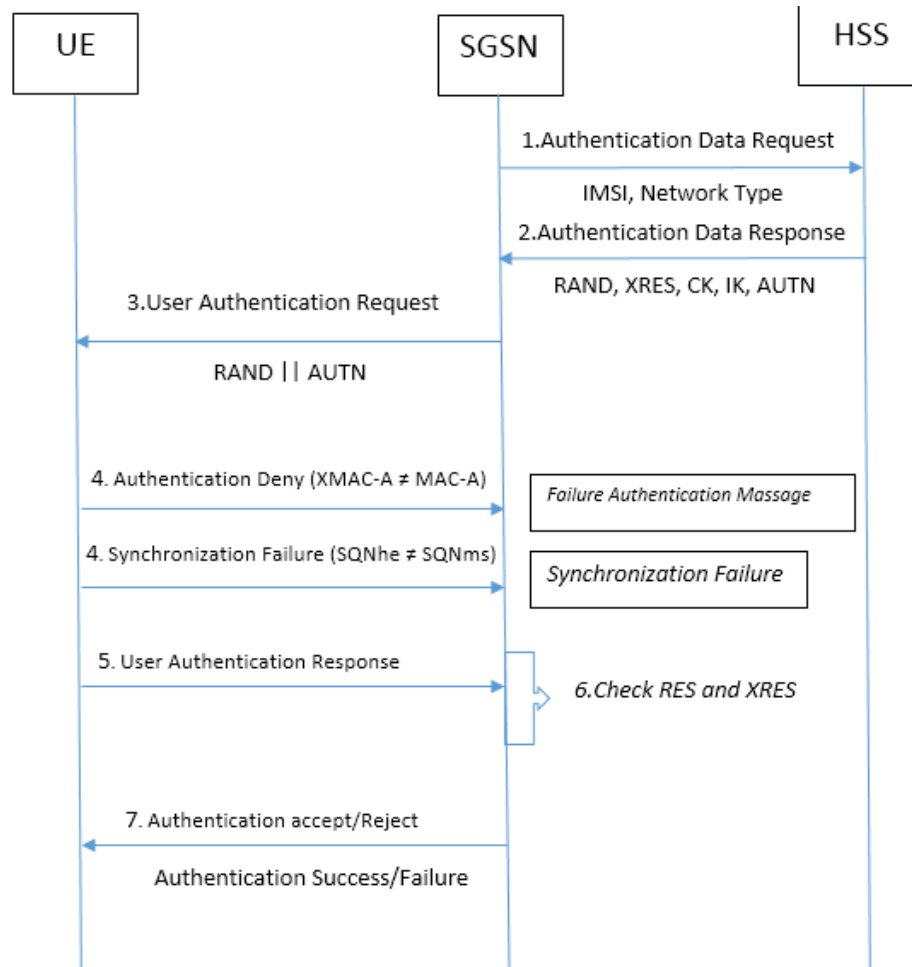 UE
SGSN
HSS
1.Authentication Data Request
IMSI, Network Type
2.Authentication Data Response
RAND, XRES, CK, IK, AUTN
3.User Authentication Request
RAND || AUTN
4. Authentication Deny (XMAC-A ≠ MAC-A)
Failure Authentication Massage
4. Synchronization Failure (SQNhe ≠ SQNms)
Synchronization Failure
5. User Authentication Response
6.Check RES and XRES
7. Authentication accept/Reject
Authentication Success/Failure